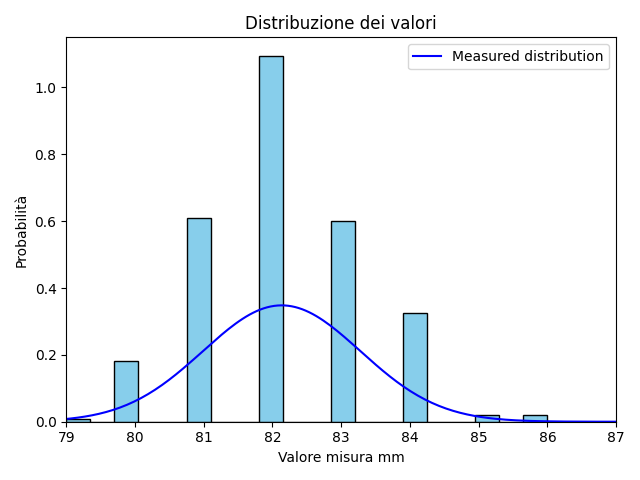 Distribuzione dei valori
Measured distribution
Probabilità
1.0
0.8
0.6
0.4
0.2
0.0
79 80 81 82 83 84 85 86 87
Valore misura mm